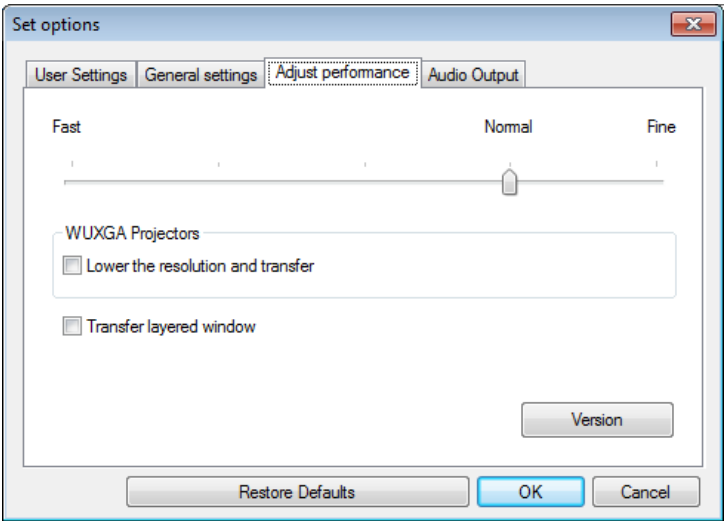 Set options
User Settings General settings Adjust performance Audio Output
Fast Normal Fine
WUXGA Projectors
Lower the resolution and transfer
Transfer layered window
Version
Restore Defaults OK Cancel